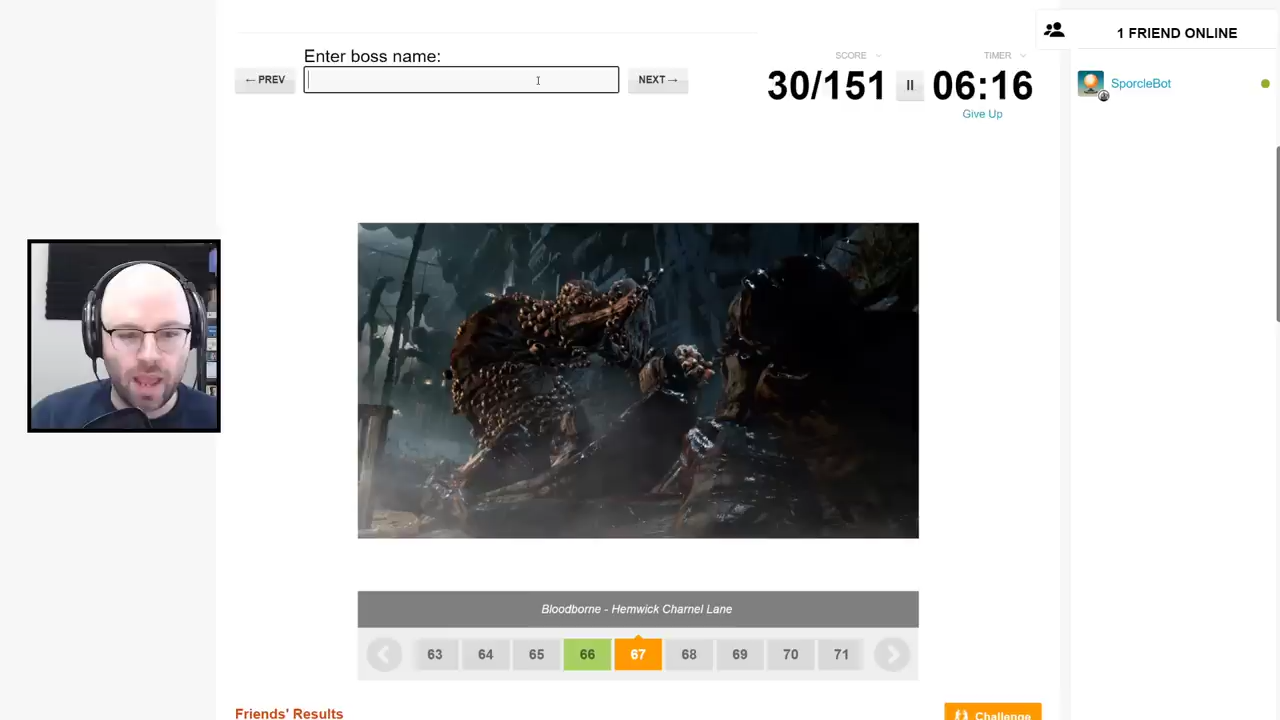 1 FRIEND ONLINE
Enter boss name:
← PREV
NEXT →
SCORE
30/151
TIMER
06:16
Give Up
SporcleBot
Bloodborne - Hemwick Charnel Lane
63 64 65 66 67 68 69 70 71
Friends' Results
Challenge